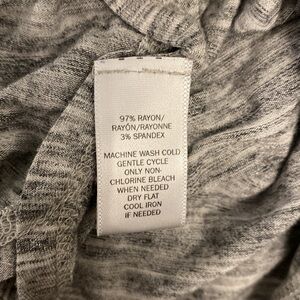 97% RAYON/
RAYÓN/RAYONNE
3% SPANDEX
MACHINE WASH COLD
GENTLE CYCLE
ONLY NON-
CHLORINE BLEACH
WHEN NEEDED
DRY FLAT
COOL IRON
IF NEEDED